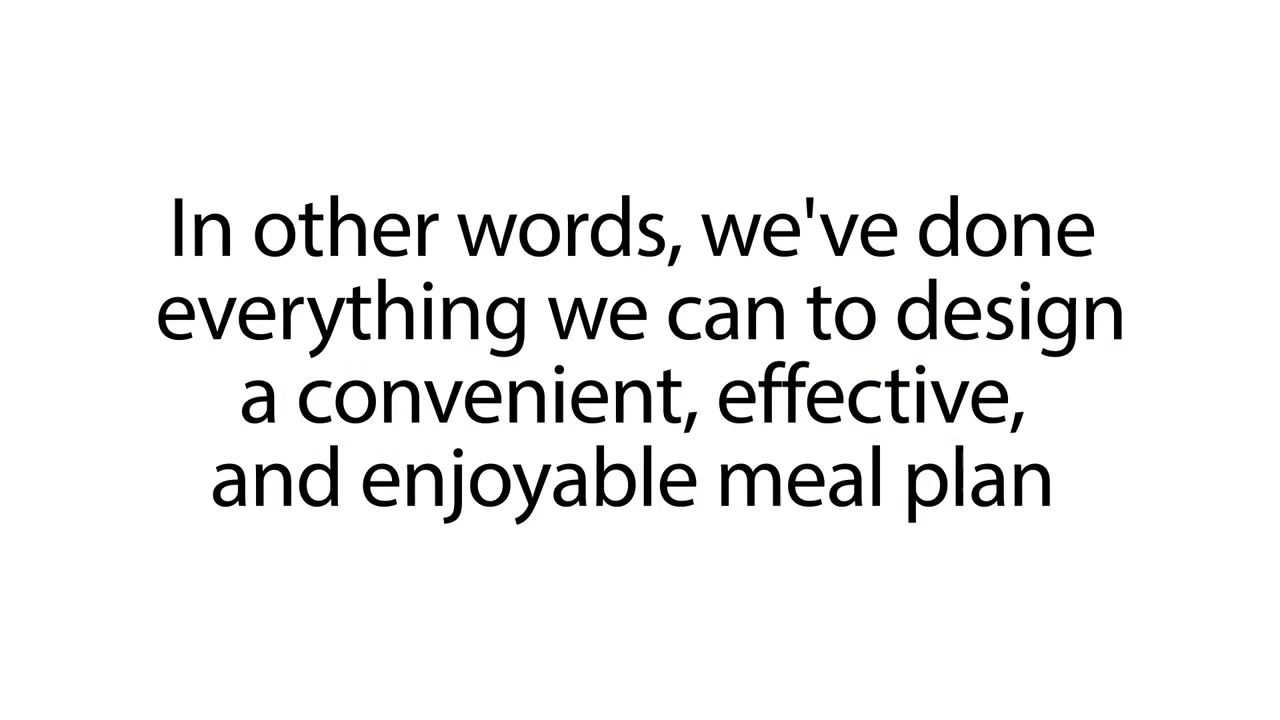 In other words, we've done
everything we can to design
a convenient, effective,
and enjoyable meal plan